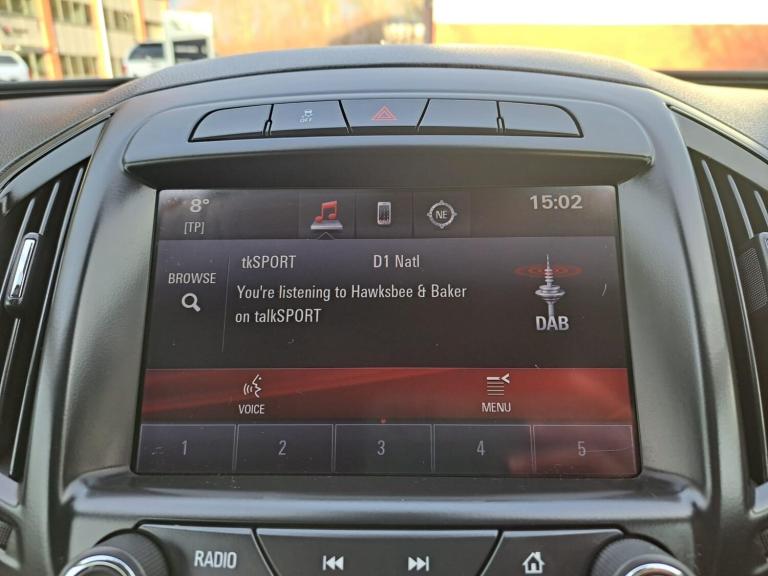 OFF
8°
15:02
[TP]
NE
tkSPORT D1 Natl
BROWSE
You're listening to Hawksbee & Baker
on talkSPORT
DAB
VOICE
MENU
1 2 3 4 5
RADIO